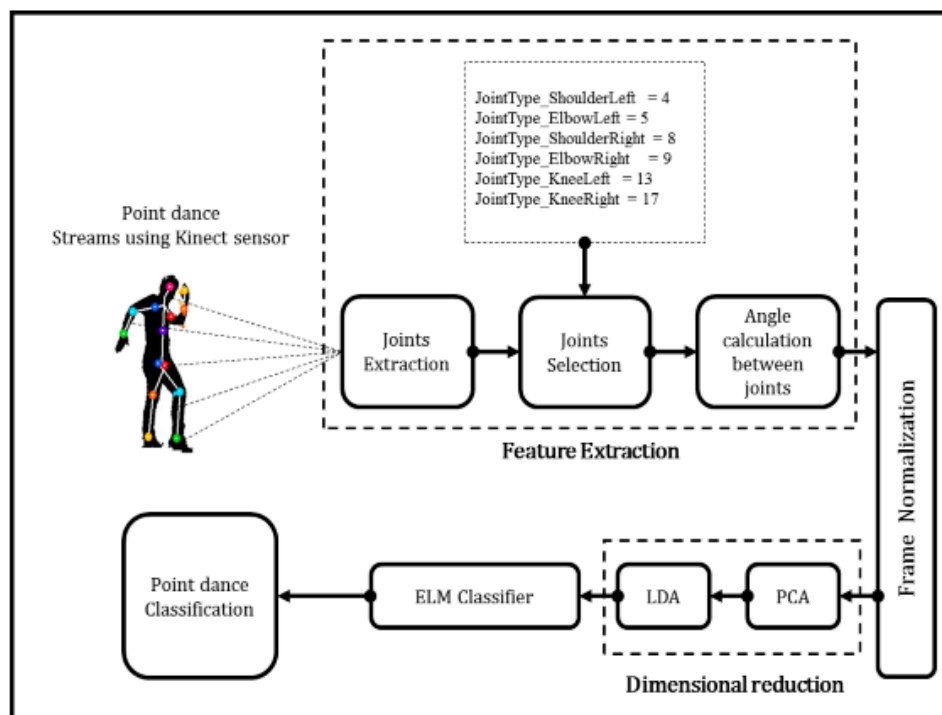 JointType_ShoulderLeft = 4
JointType_ElbowLeft = 5
JointType_ShoulderRight = 8
JointType_ElbowRight = 9
JointType_KneeLeft = 13
JointType_KneeRight = 17
Point dance
Streams using Kinect sensor
Joints
Extraction
Joints
Selection
Angle
calculation
between
joints
Feature Extraction
Frame Normalization
Point dance
Classification
ELM Classifier
LDA
PCA
Dimensional reduction